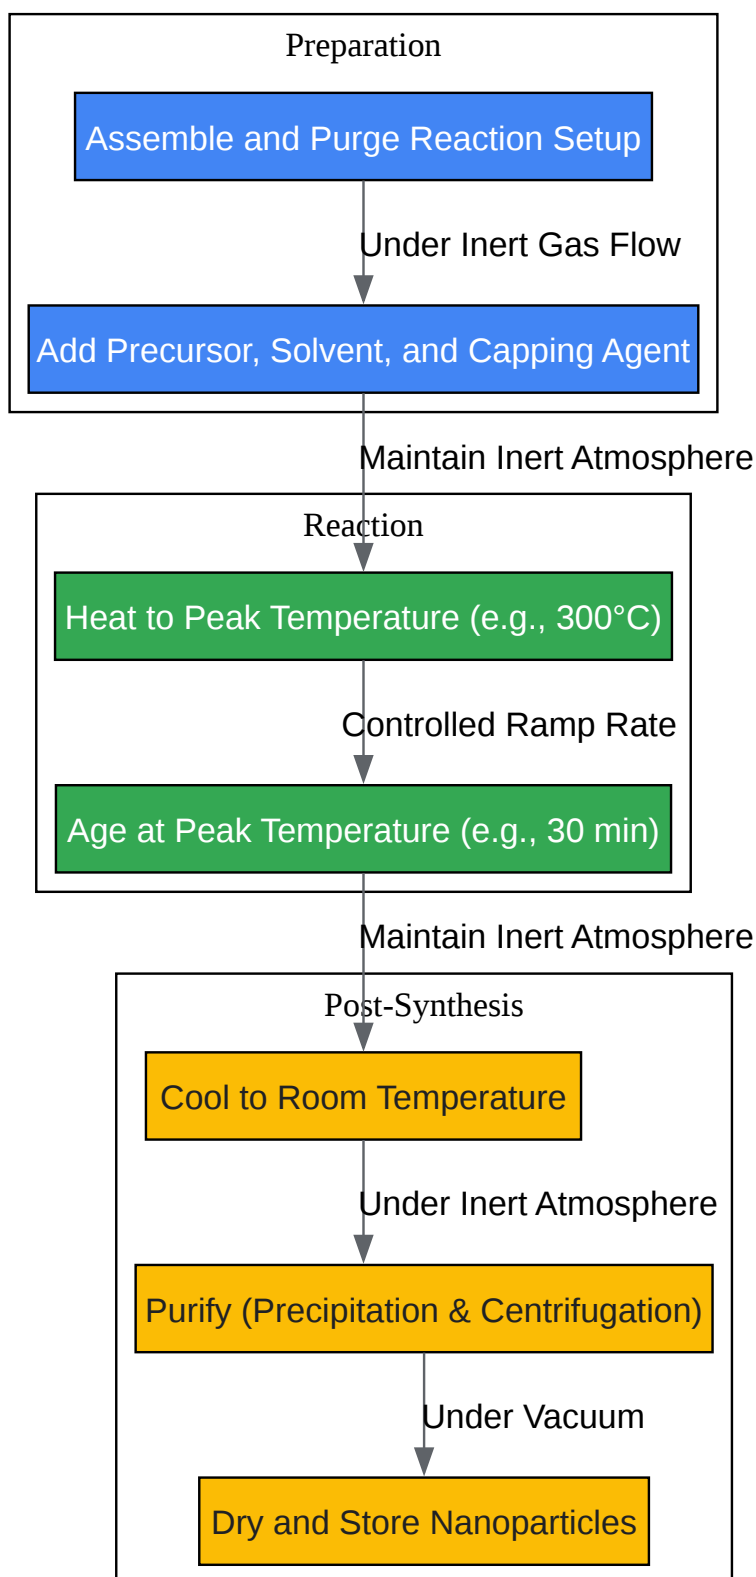 Preparation
Assemble and Purge Reaction Setup
Under Inert Gas Flow
Add Precursor, Solvent, and Capping Agent
Maintain Inert Atmosphere
Reaction
Heat to Peak Temperature (e.g., 300°C)
Controlled Ramp Rate
Age at Peak Temperature (e.g., 30 min)
Maintain Inert Atmosphere
Post-Synthesis
Cool to Room Temperature
Under Inert Atmosphere
Purify (Precipitation & Centrifugation)
Under Vacuum
Dry and Store Nanoparticles